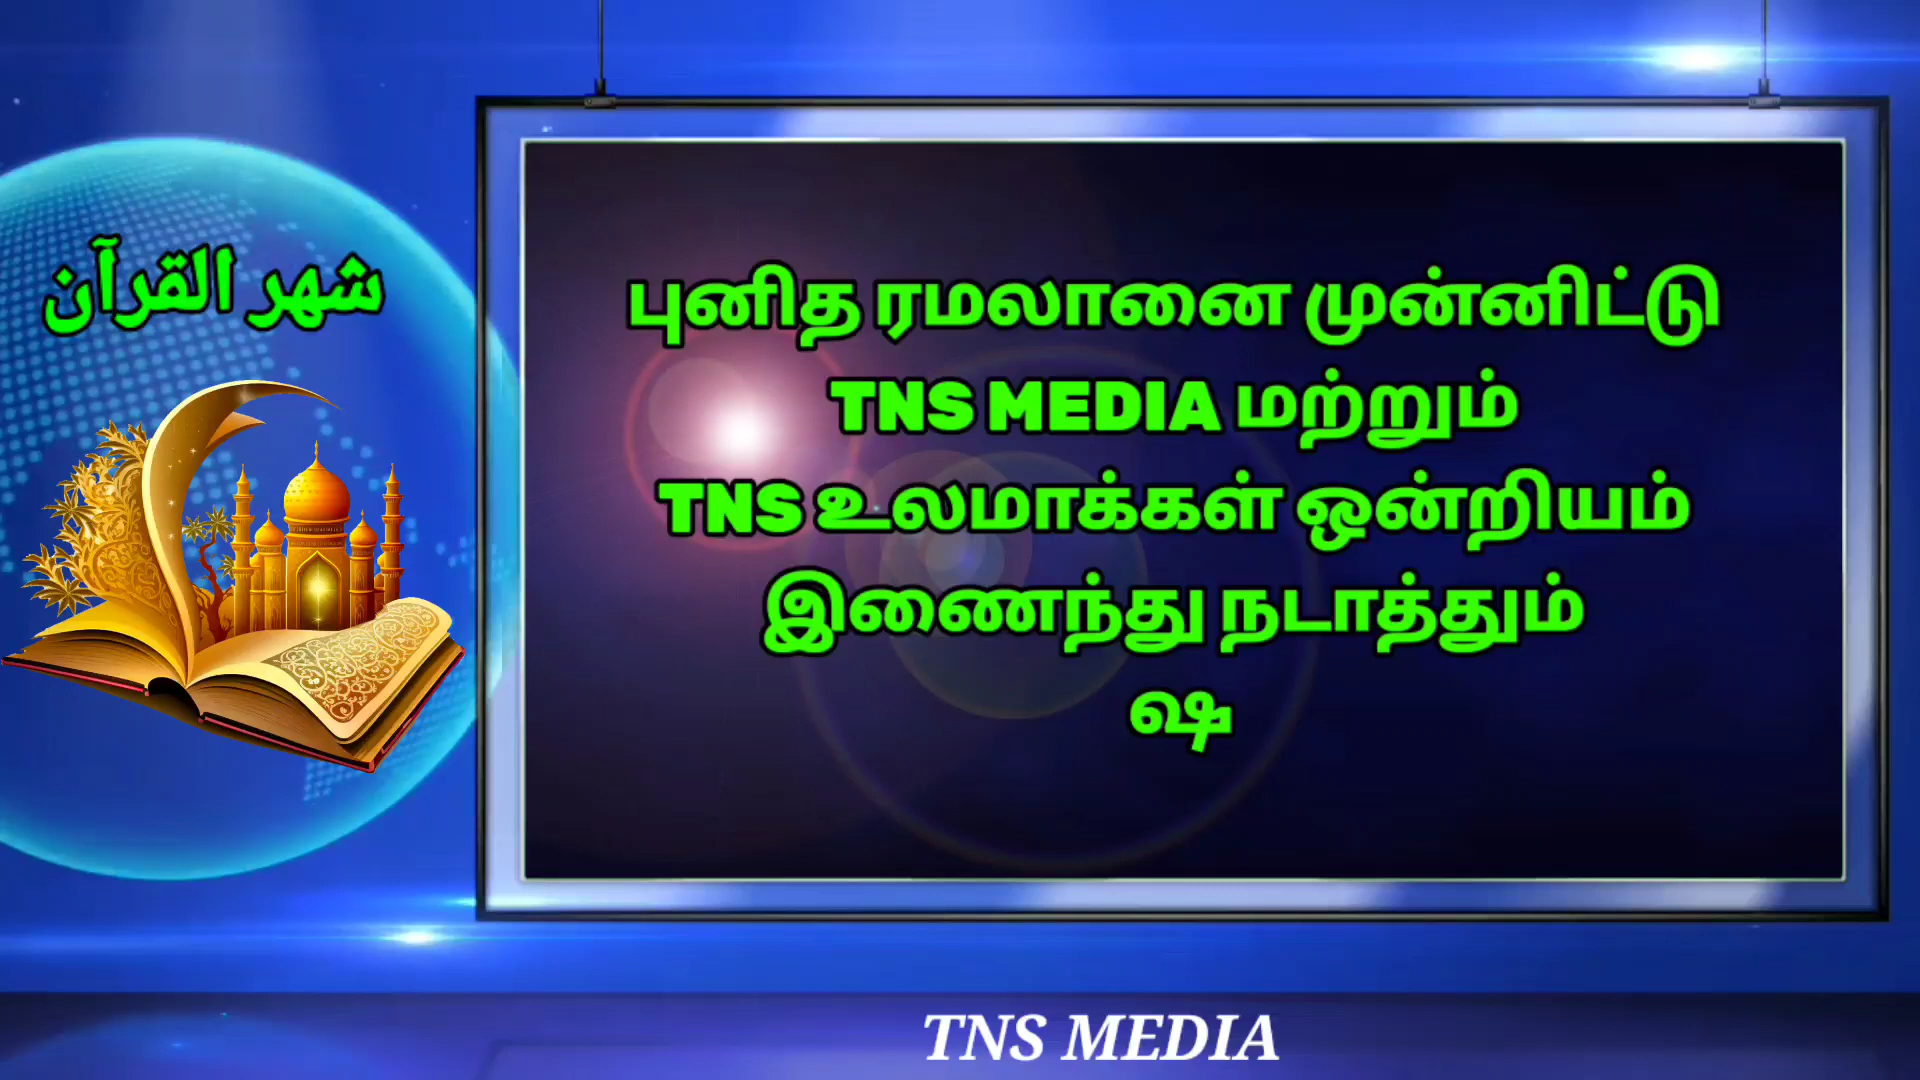 شهر القرآن
புனித ரமலானை முன்னிட்டு
TNS MEDIA மற்றும்
TNS உலமாக்கள் ஒன்றியம்
இணைந்து நடாத்தும்
ஷ
TNS MEDIA